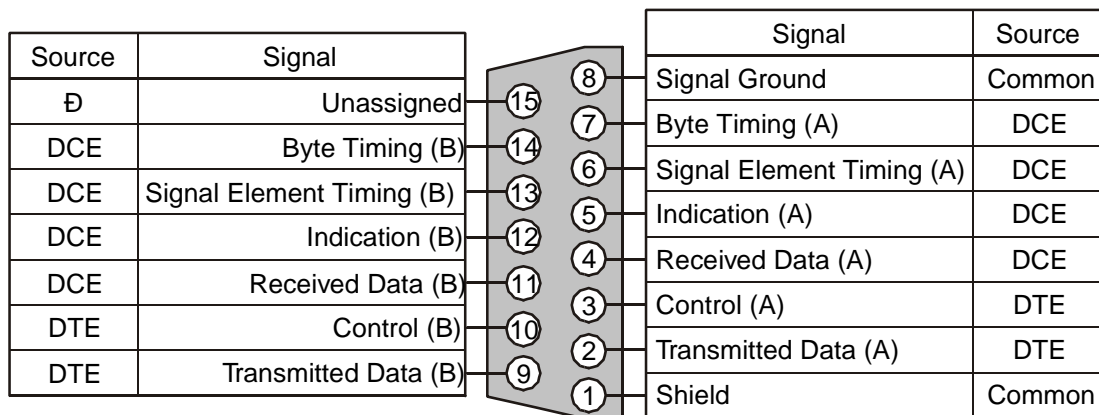 Source Signal
Đ Unassigned 15
DCE Byte Timing (B) 14
DCE Signal Element Timing (B) 13
DCE Indication (B) 12
DCE Received Data (B) 11
DTE Control (B) 10
DTE Transmitted Data (B) 9
Signal Source
8 Signal Ground Common
7 Byte Timing (A) DCE
6 Signal Element Timing (A) DCE
5 Indication (A) DCE
4 Received Data (A) DCE
3 Control (A) DTE
2 Transmitted Data (A) DTE
1 Shield Common